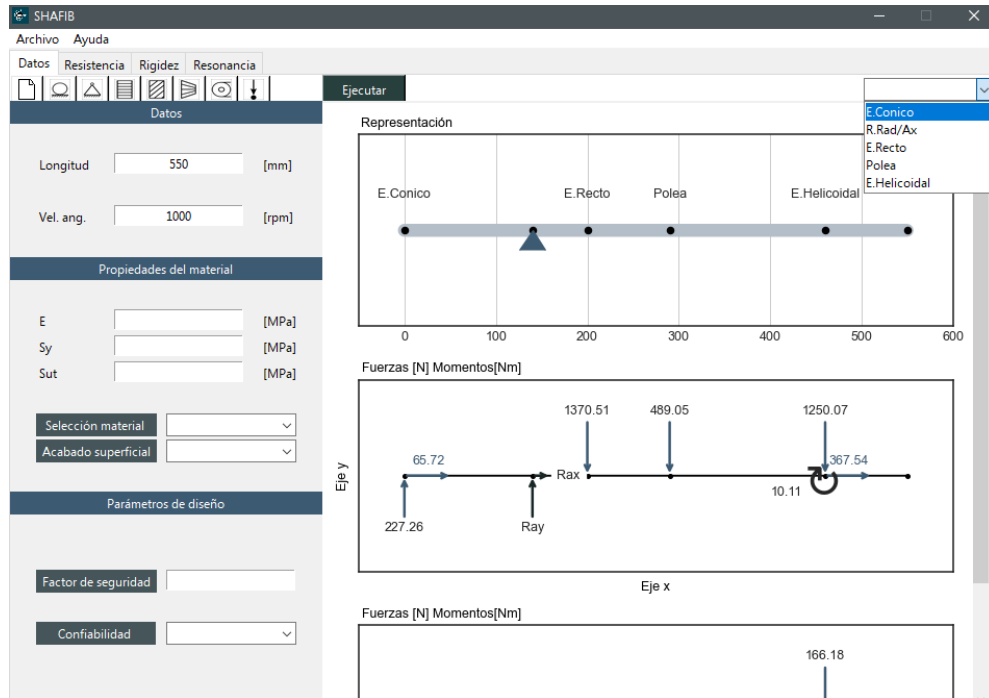 SHAFIB
Archivo Ayuda
Datos Resistencia Rigidez Resonancia
Ejecutar
E.Conico
R.Rad/Ax
E.Recto
Polea
E.Helicoidal
Datos
Longitud 550 [mm]
Vel. ang. 1000 [rpm]
Propiedades del material
E [MPa]
Sy [MPa]
Sut [MPa]
Selección material
Acabado superficial
Parámetros de diseño
Factor de seguridad
Confiabilidad
Representación
E.Conico E.Recto Polea E.Helicoidal
0 100 200 300 400 500 600
Fuerzas [N] Momentos[Nm]
1370.51 489.05 1250.07
65.72 Rax 367.54
10.11
227.26 Ray
Eje y
Eje x
Fuerzas [N] Momentos[Nm]
166.18